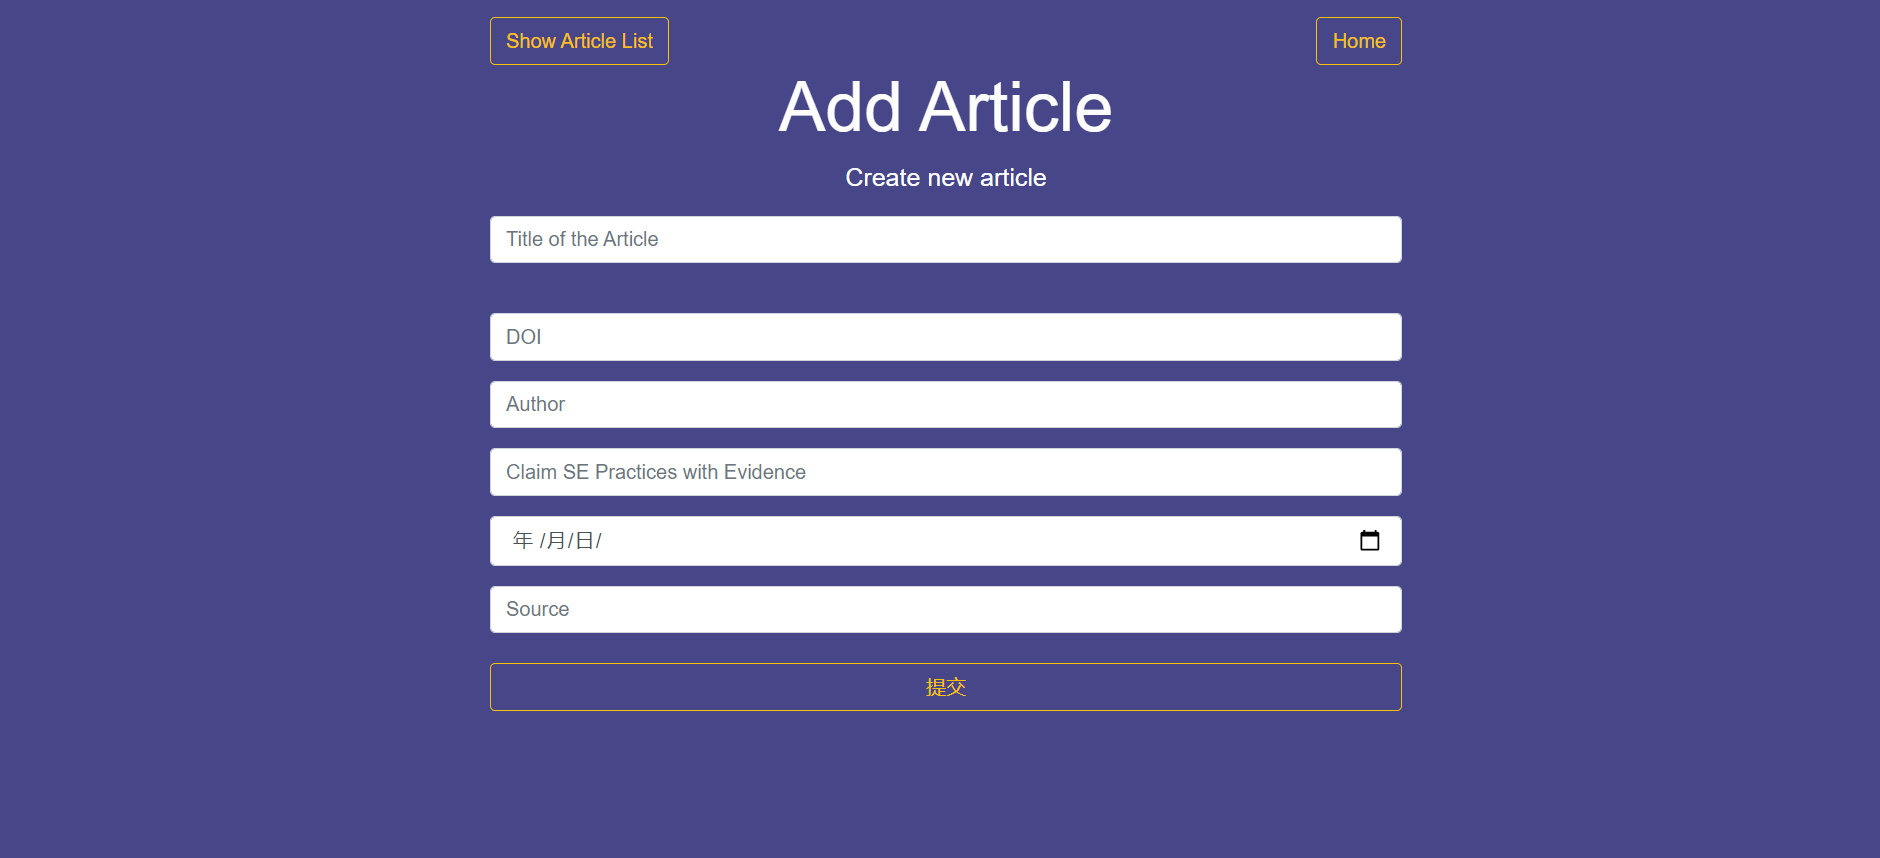 Show Article List
Home
Add Article
Create new article
Title of the Article
DOI
Author
Claim SE Practices with Evidence
年 /月/日/
Source
提交